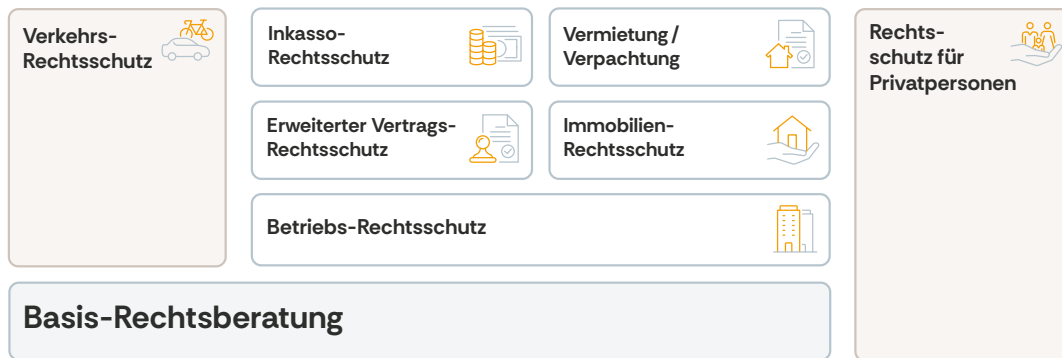 Verkehrs-
Rechtsschutz
Inkasso-
Rechtsschutz
Vermietung /
Verpachtung
Rechts-
schutz für
Privatpersonen
Erweiterter Vertrags-
Rechtsschutz
Immobilien-
Rechtsschutz
Betriebs-Rechtsschutz
Basis-Rechtsberatung